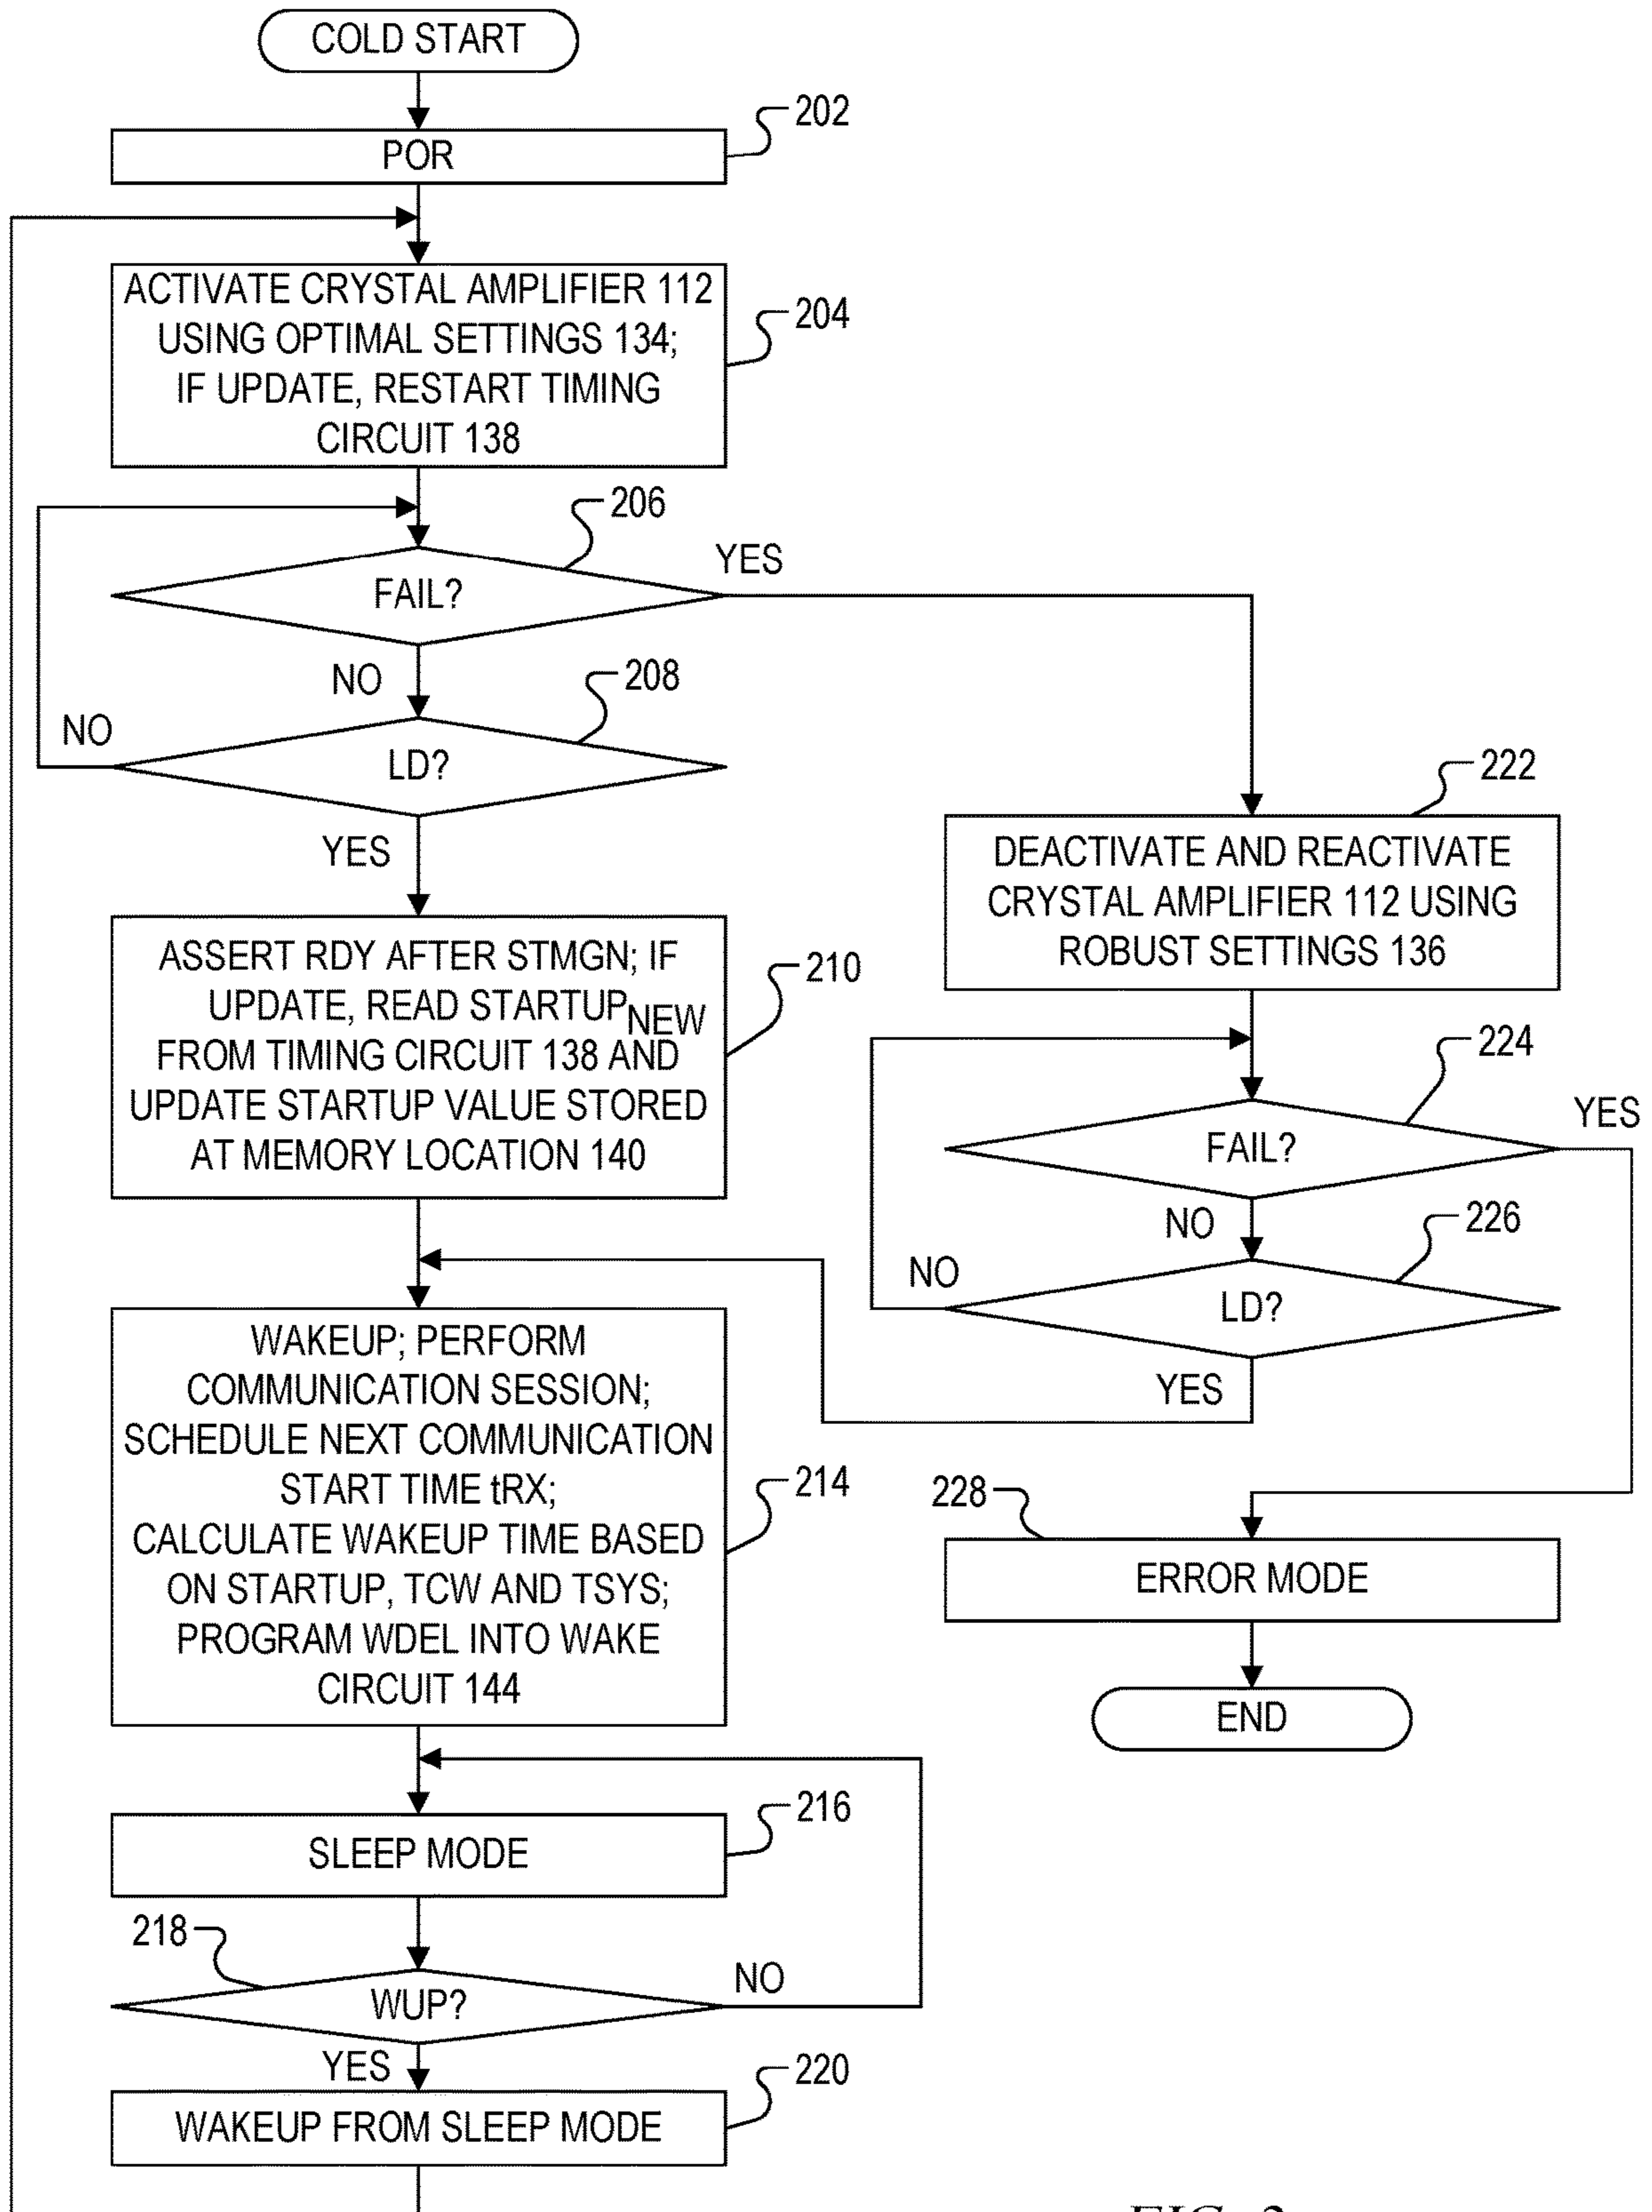 COLD START
202
POR
ACTIVATE CRYSTAL AMPLIFIER 112
USING OPTIMAL SETTINGS 134;
IF UPDATE, RESTART TIMING
CIRCUIT 138
204
206
FAIL?
YES
NO
208
LD?
NO
YES
ASSERT RDY AFTER STMGN; IF
UPDATE, READ STARTUPNEW
FROM TIMING CIRCUIT 138 AND
UPDATE STARTUP VALUE STORED
AT MEMORY LOCATION 140
210
WAKEUP; PERFORM
COMMUNICATION SESSION;
SCHEDULE NEXT COMMUNICATION
START TIME tRX;
CALCULATE WAKEUP TIME BASED
ON STARTUP, TCW AND TSYS;
PROGRAM WDEL INTO WAKE
CIRCUIT 144
214
216
SLEEP MODE
218
WUP?
NO
YES
220
WAKEUP FROM SLEEP MODE
222
DEACTIVATE AND REACTIVATE
CRYSTAL AMPLIFIER 112 USING
ROBUST SETTINGS 136
224
FAIL?
YES
NO
226
LD?
NO
YES
228
ERROR MODE
END